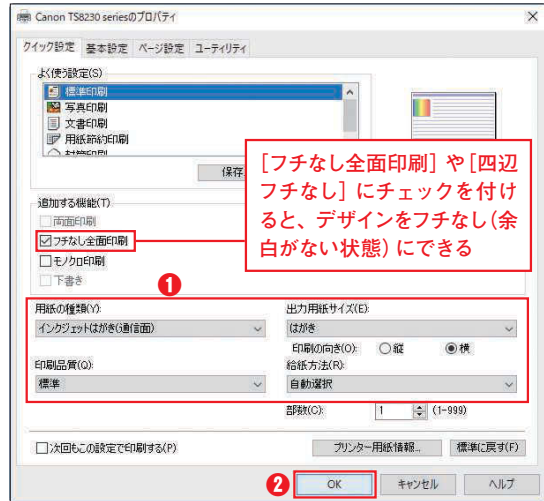 Canon TS8230 seriesのプロパティ
クイック設定 基本設定 ページ設定 ユーティリティ
よく使う設定(S)
標準印刷
写真印刷
文書印刷
用紙節約印刷
封筒印刷
保存
［フチなし全面印刷］や［四辺
フチなし］にチェックを付け
ると、デザインをフチなし（余
白がない状態）にできる
追加する機能(T)
両面印刷
フチなし全面印刷
モノクロ印刷
下書き
❶
用紙の種類(Y):
インクジェットはがき(通信面)
出力用紙サイズ(E):
はがき
印刷の向き(O): 縦 横
印刷品質(Q):
標準
給紙方法(R):
自動選択
部数(C): 1 (1-999)
次回もこの設定で印刷する(P)
プリンター用紙情報... 標準に戻す(F)
❷ OK キャンセル ヘルプ